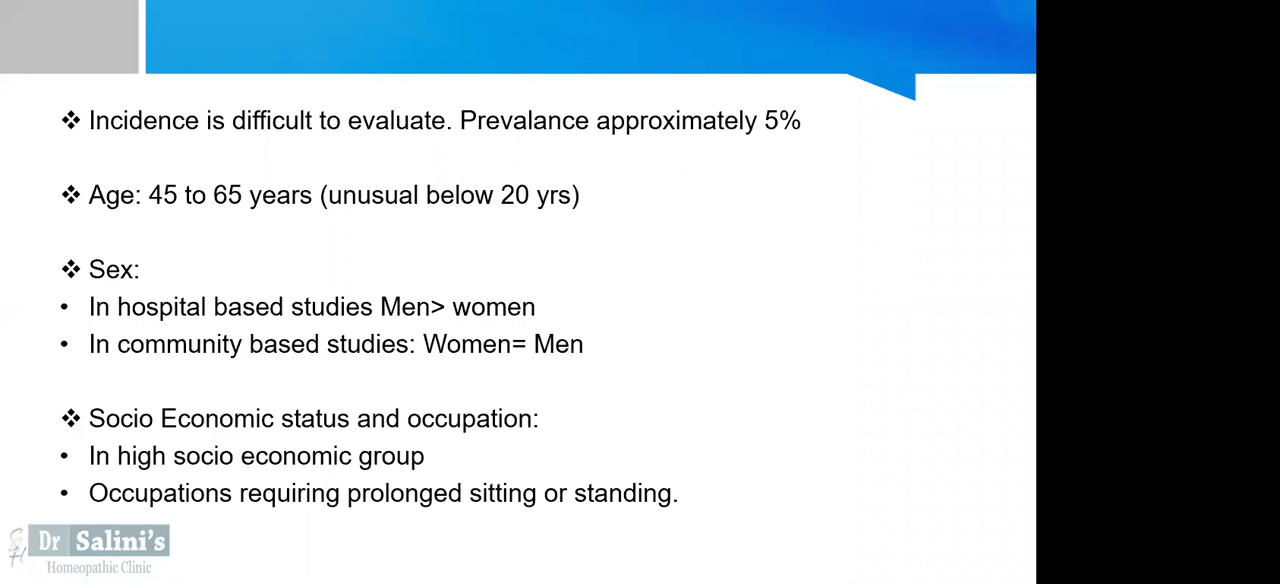 ❖ Incidence is difficult to evaluate. Prevalance approximately 5%
❖ Age: 45 to 65 years (unusual below 20 yrs)
❖ Sex:
• In hospital based studies Men> women
• In community based studies: Women= Men
❖ Socio Economic status and occupation:
• In high socio economic group
• Occupations requiring prolonged sitting or standing.
Dr Salini's
Homeopathic Clinic